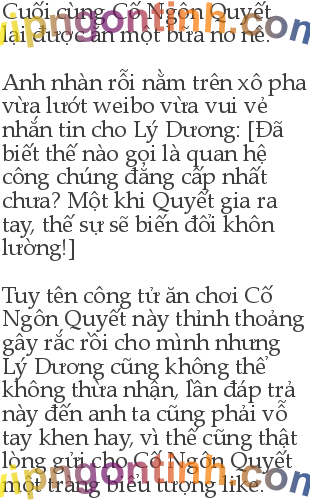 Cuối cùng Cố Ngôn Quyết
lại được ăn một bữa no nê.
Anh nhàn rỗi nằm trên xô pha
vừa lướt weibo vừa vui vẻ
nhắn tin cho Lý Dương: [Đã
biết thế nào gọi là quan hệ
công chúng đẳng cấp nhất
chưa? Một khi Quyết gia ra
tay, thế sự sẽ biến đổi khôn
lường!]
Tuy tên công tử ăn chơi Cố
Ngôn Quyết này thỉnh thoảng
gây rắc rồi cho mình nhưng
Lý Dương cũng không thể
không thừa nhận, lần đáp trả
này đến anh ta cũng phải vỗ
tay khen hay, vì thế cũng thật
lòng gửi cho Cố Ngôn Quyết
một tràng biểu tượng like.
vipngontinh.com
vipngontinh.com